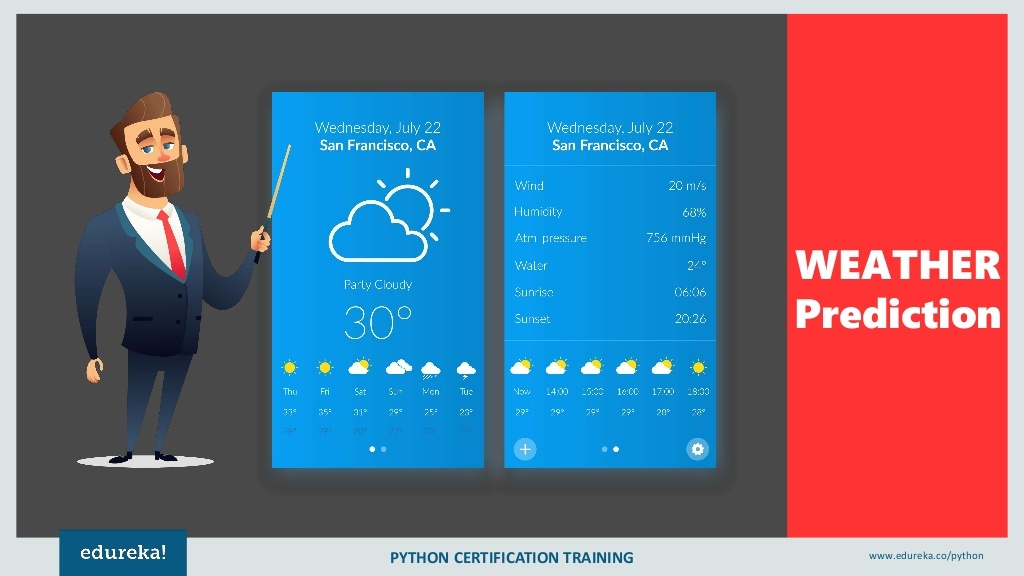 Wednesday, July 22
San Francisco, CA
Party Cloudy
30°
Thu Fri Sat Sun Mon Tue
33° 35° 31° 29° 25° 23°
Wednesday, July 22
San Francisco, CA
Wind 20 m/s
Humidity 68%
Atm. pressure 756 mmHg
Water 24°
Sunrise 06:06
Sunset 20:26
Now 14:00 15:00 16:00 17:00 18:00
29° 29° 29° 29° 28° 28°
WEATHER
Prediction
edureka!
PYTHON CERTIFICATION TRAINING
www.edureka.co/python